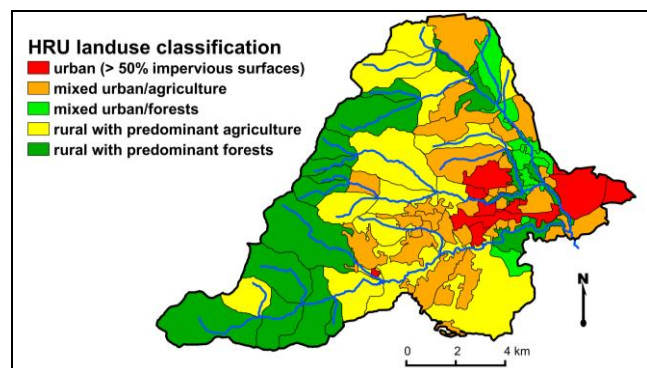 HRU landuse classification
urban (> 50% impervious surfaces)
mixed urban/agriculture
mixed urban/forests
rural with predominant agriculture
rural with predominant forests
N
0 2 4 km